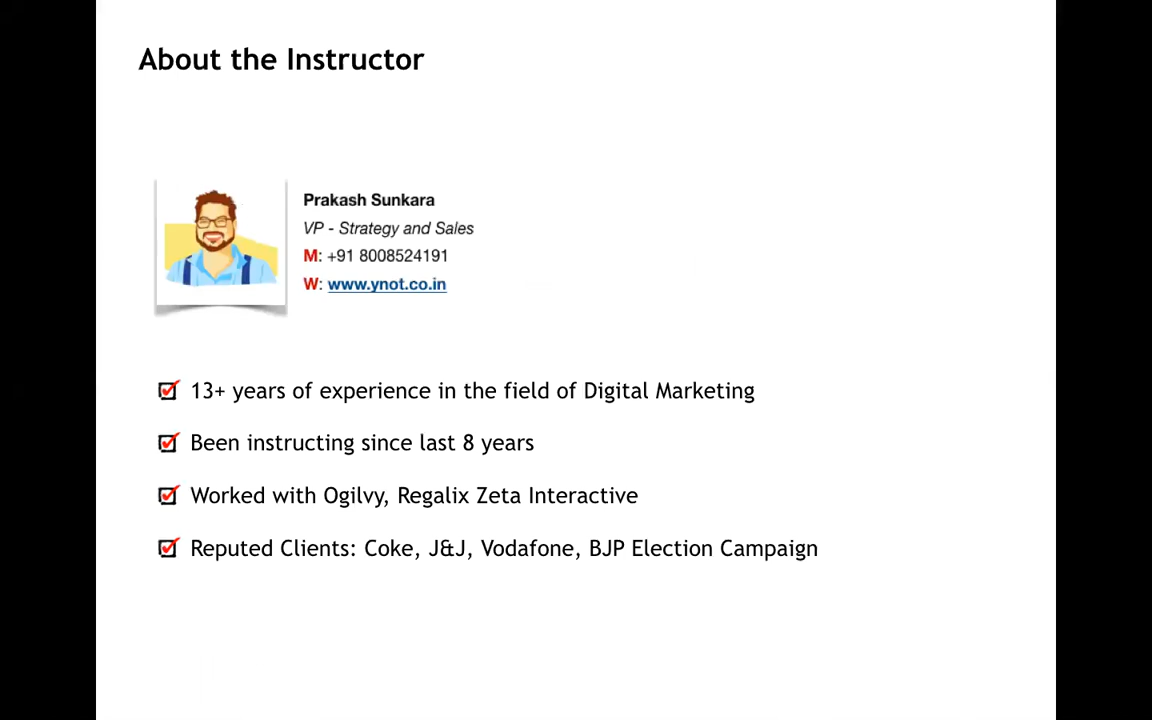 About the Instructor
Prakash Sunkara
VP - Strategy and Sales
M: +91 8008524191
W: www.ynot.co.in
13+ years of experience in the field of Digital Marketing
Been instructing since last 8 years
Worked with Ogilvy, Regalix Zeta Interactive
Reputed Clients: Coke, J&J, Vodafone, BJP Election Campaign